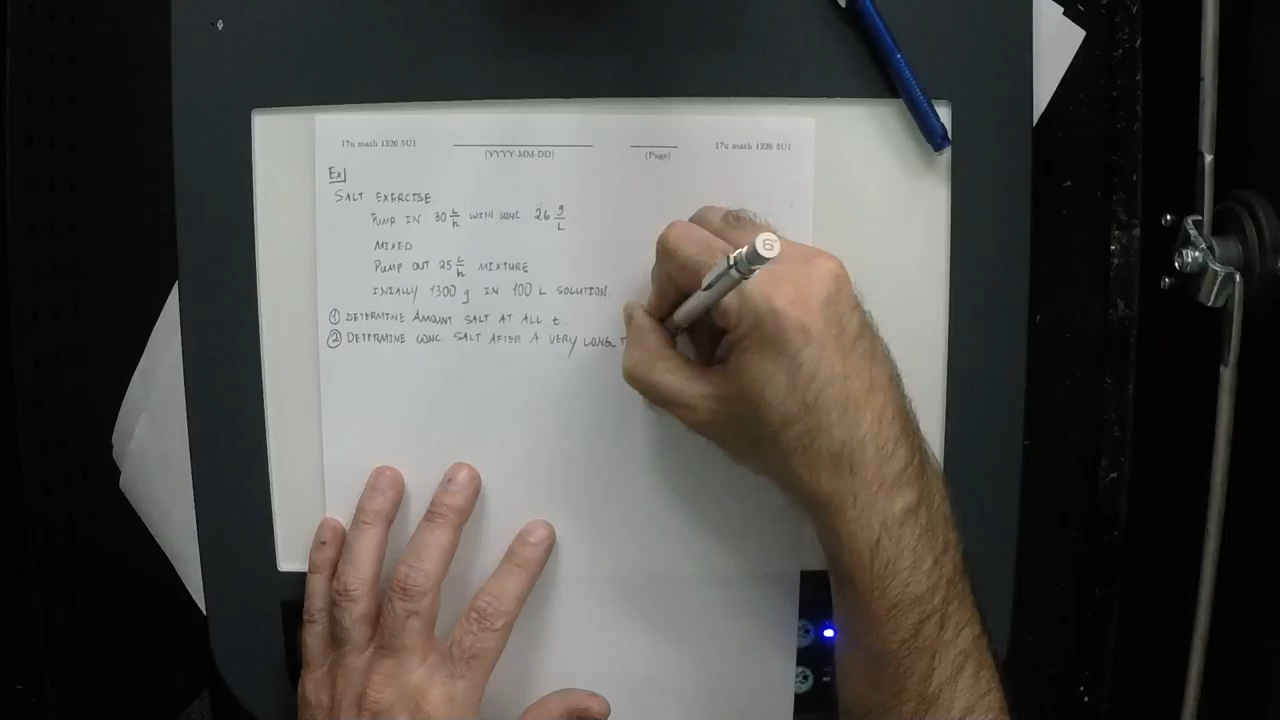 17u math 1326 5U1
(YYYY-MM-DD)
(Page)
17u math 1326 5U1
Ex
SALT EXERCISE.
PUMP IN 30 L/h WITH CONC 26 g/L.
MIXED
PUMP OUT 25 L/h MIXTURE
INIALLY 1300 g IN 100 L SOLUTION.
① DETERMINE AMOUNT SALT AT ALL t.
② DETERMINE CONC. SALT AFTER A VERY LONG T
6